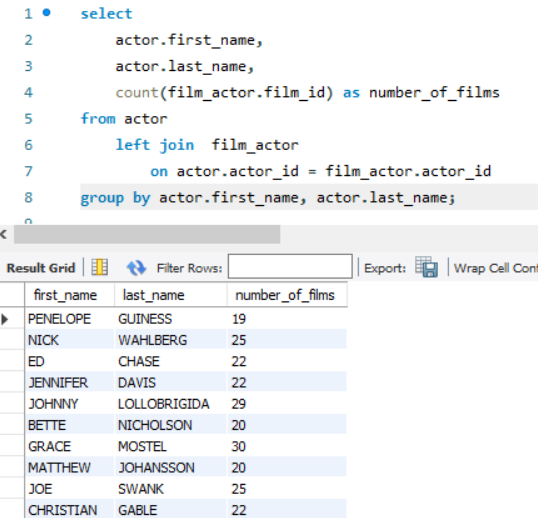 1 select
2 actor.first_name,
3 actor.last_name,
4 count(film_actor.film_id) as number_of_films
5 from actor
6 left join film_actor
7 on actor.actor_id = film_actor.actor_id
8 group by actor.first_name, actor.last_name;
9
Result Grid Filter Rows: Export: Wrap Cell
first_name last_name number_of_films
PENELOPE GUINESS 19
NICK WAHLBERG 25
ED CHASE 22
JENNIFER DAVIS 22
JOHNNY LOLLOBRIGIDA 29
BETTE NICHOLSON 20
GRACE MOSTEL 30
MATTHEW JOHANSSON 20
JOE SWANK 25
CHRISTIAN GABLE 22